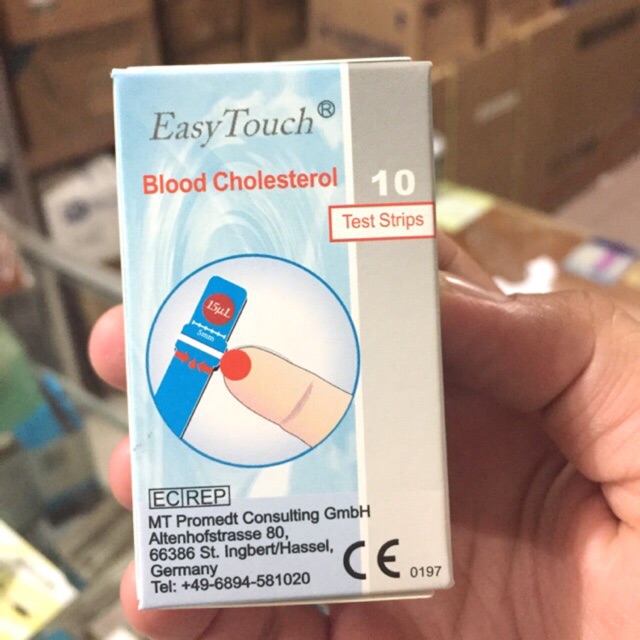 EasyTouch®
Blood Cholesterol
10
Test Strips
15µL
5mm
EC REP
MT Promedt Consulting GmbH
Altenhofstrasse 80,
66386 St. Ingbert/Hassel,
Germany
Tel: +49-6894-581020
CE 0197